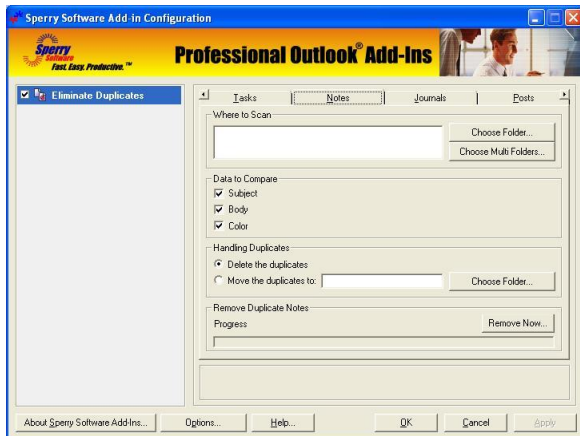 Sperry Software Add-in Configuration
Sperry Software
Fast. Easy. Productive. ™
Professional Outlook® Add-Ins
Eliminate Duplicates
Tasks Notes Journals Posts
Where to Scan
Choose Folder...
Choose Multi Folders...
Data to Compare
Subject
Body
Color
Handling Duplicates
Delete the duplicates
Move the duplicates to: Choose Folder...
Remove Duplicate Notes
Progress Remove Now...
About Sperry Software Add-Ins... Options... Help... OK Cancel Apply